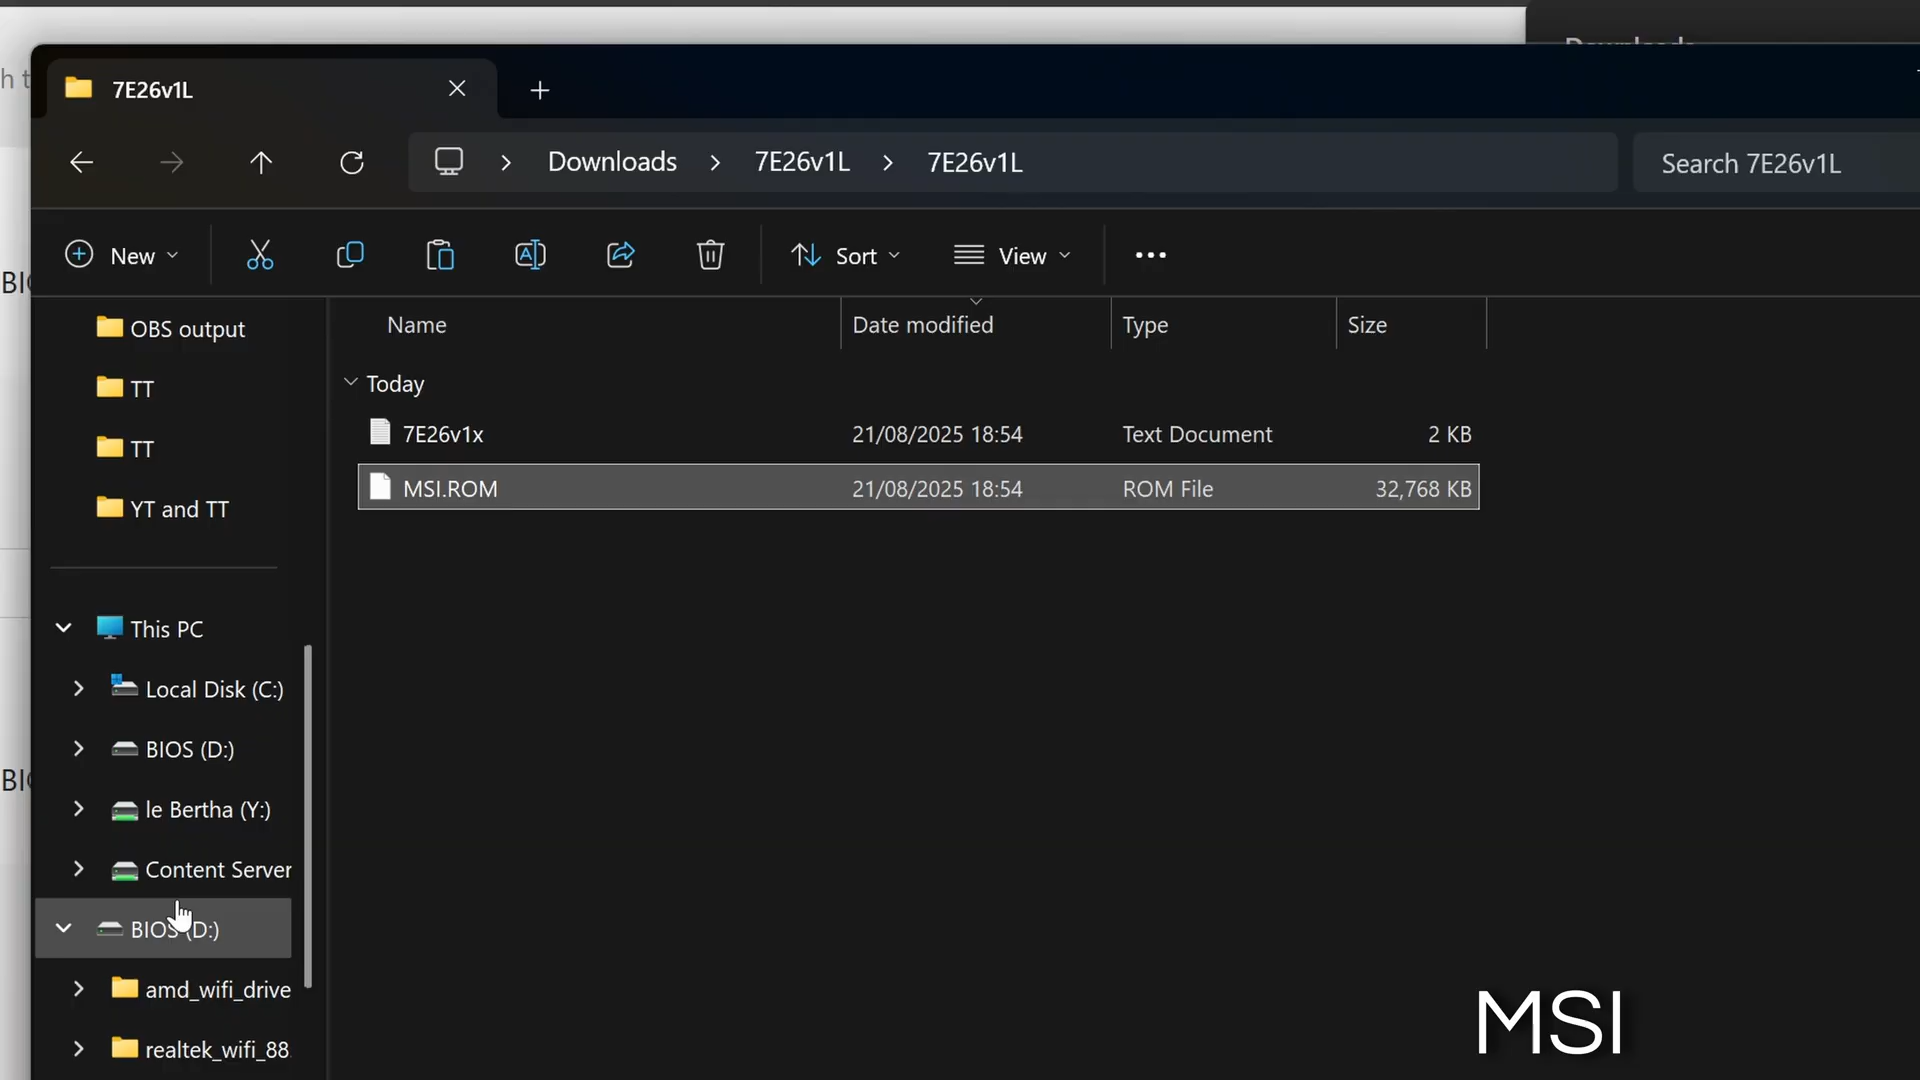 7E26v1L
Downloads
7E26v1L
7E26v1L
Search 7E26v1L
New
Sort
View
OBS output
TT
TT
YT and TT
This PC
Local Disk (C:)
BIOS (D:)
le Bertha (Y:)
Content Server
BIOS (D:)
amd_wifi_drive
realtek_wifi_88
Name
Date modified
Type
Size
Today
7E26v1x
21/08/2025 18:54
Text Document
2 KB
MSI.ROM
21/08/2025 18:54
ROM File
32,768 KB
MSI